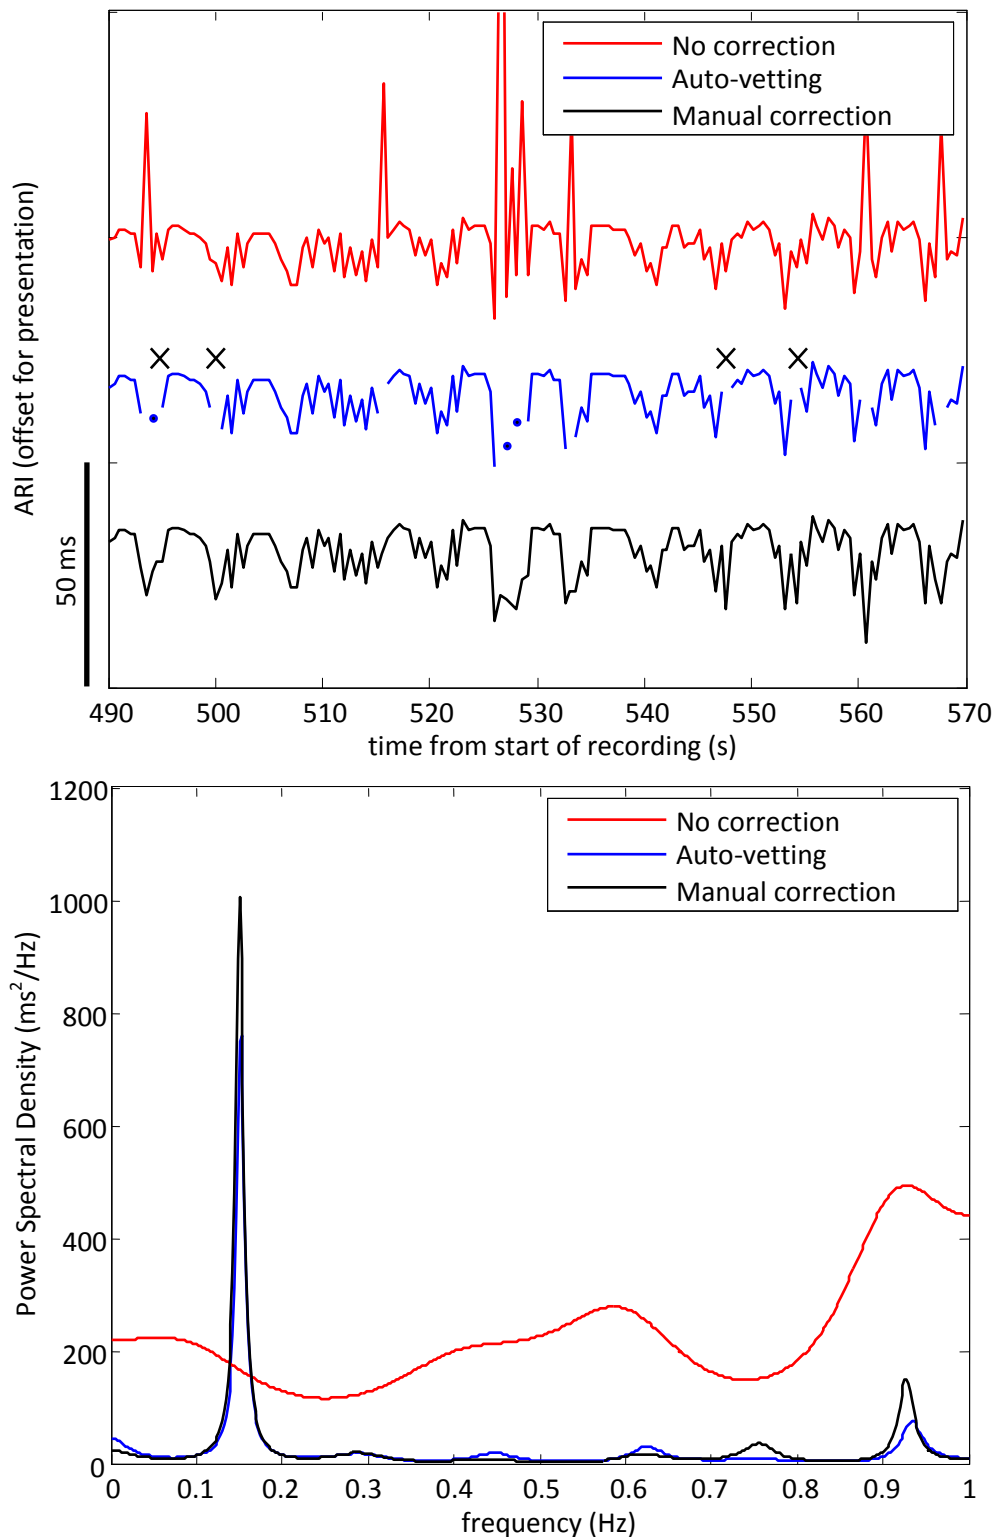 No correction
Auto-vetting
Manual correction
ARI (offset for presentation)
50 ms
490 500 510 520 530 540 550 560 570
time from start of recording (s)
1200
1000
800
600
400
200
0
No correction
Auto-vetting
Manual correction
Power Spectral Density (ms²/Hz)
0 0.1 0.2 0.3 0.4 0.5 0.6 0.7 0.8 0.9 1
frequency (Hz)